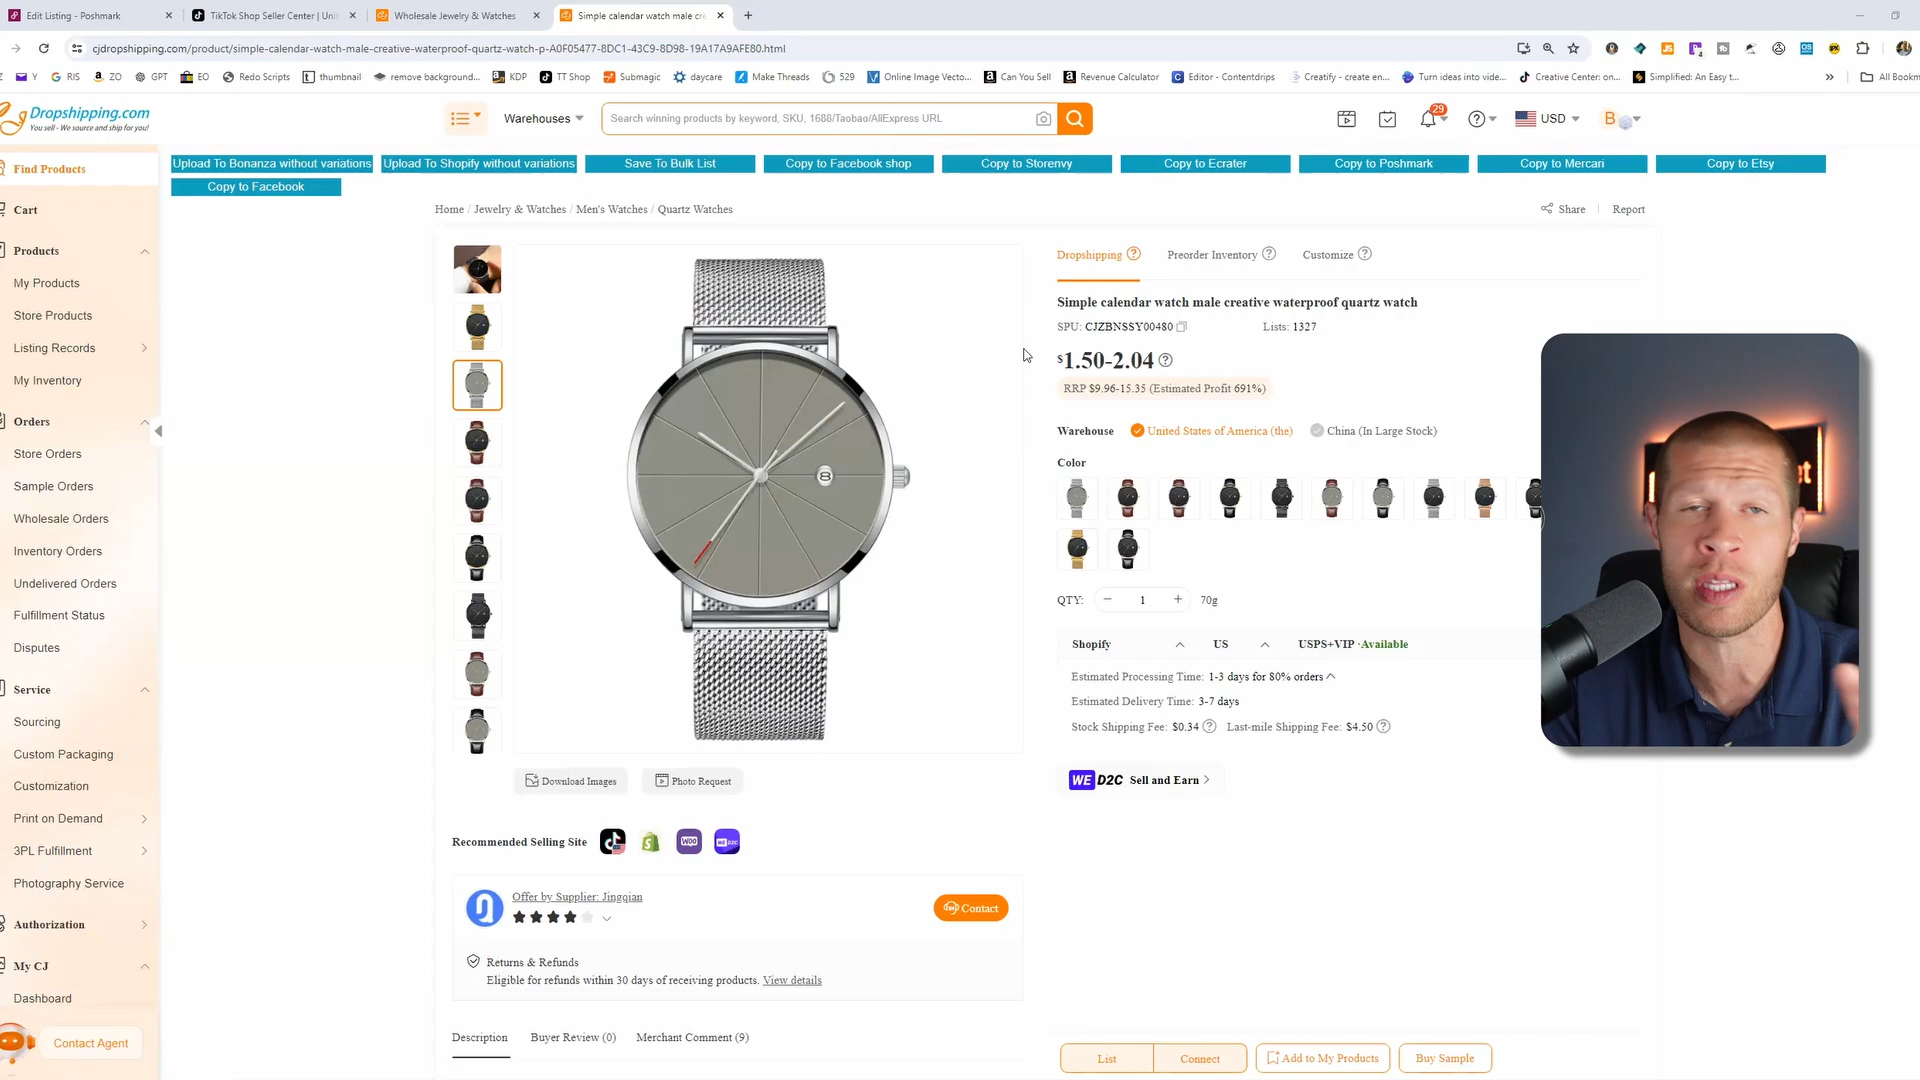 Edit Listing - Poshmark
TikTok Shop Seller Center | Uni
Wholesale Jewelry & Watches
Simple calendar watch male cre
cjdropshipping.com/product/simple-calendar-watch-male-creative-waterproof-quartz-watch-p-A0F05477-8DC1-43C9-8D98-19A17A9AFE80.html
Y
RIS
ZO
GPT
EO
Redo Scripts
thumbnail
remove background...
KDP
TT Shop
Submagic
daycare
Make Threads
529
Online Image Vecto...
Can You Sell
Revenue Calculator
Editor - Contentdrips
Creatify - create en...
Turn ideas into vide...
Creative Center: on...
Simplified: An Easy t...
All Bookm
Dropshipping.com
You sell - We source and ship for you!
Warehouses
Search winning products by keyword, SKU, 1688/Taobao/AliExpress URL
29
USD
B
Upload To Bonanza without variations
Upload To Shopify without variations
Save To Bulk List
Copy to Facebook shop
Copy to Storenvy
Copy to Ecrater
Copy to Poshmark
Copy to Mercari
Copy to Etsy
Copy to Facebook
Find Products
Cart
Products
My Products
Store Products
Listing Records
My Inventory
Orders
Store Orders
Sample Orders
Wholesale Orders
Inventory Orders
Undelivered Orders
Fulfillment Status
Disputes
Service
Sourcing
Custom Packaging
Customization
Print on Demand
3PL Fulfillment
Photography Service
Authorization
My CJ
Dashboard
Contact Agent
Home / Jewelry & Watches / Men's Watches / Quartz Watches
Share
Report
8
Download Images
Photo Request
Recommended Selling Site
WOO
WE D2C
Offer by Supplier: Jingqian
Contact
Returns & Refunds
Eligible for refunds within 30 days of receiving products. View details
Description
Buyer Review (0)
Merchant Comment (9)
Dropshipping
Preorder Inventory
Customize
Simple calendar watch male creative waterproof quartz watch
SPU: CJZBNSSY00480
Lists: 1327
$1.50-2.04
RRP $9.96-15.35 (Estimated Profit 691%)
Warehouse
United States of America (the)
China (In Large Stock)
Color
QTY:
1
70g
Shopify
US
USPS+VIP ·Available
Estimated Processing Time: 1-3 days for 80% orders
Estimated Delivery Time: 3-7 days
Stock Shipping Fee: $0.34
Last-mile Shipping Fee: $4.50
WE D2C Sell and Earn
List
Connect
Add to My Products
Buy Sample